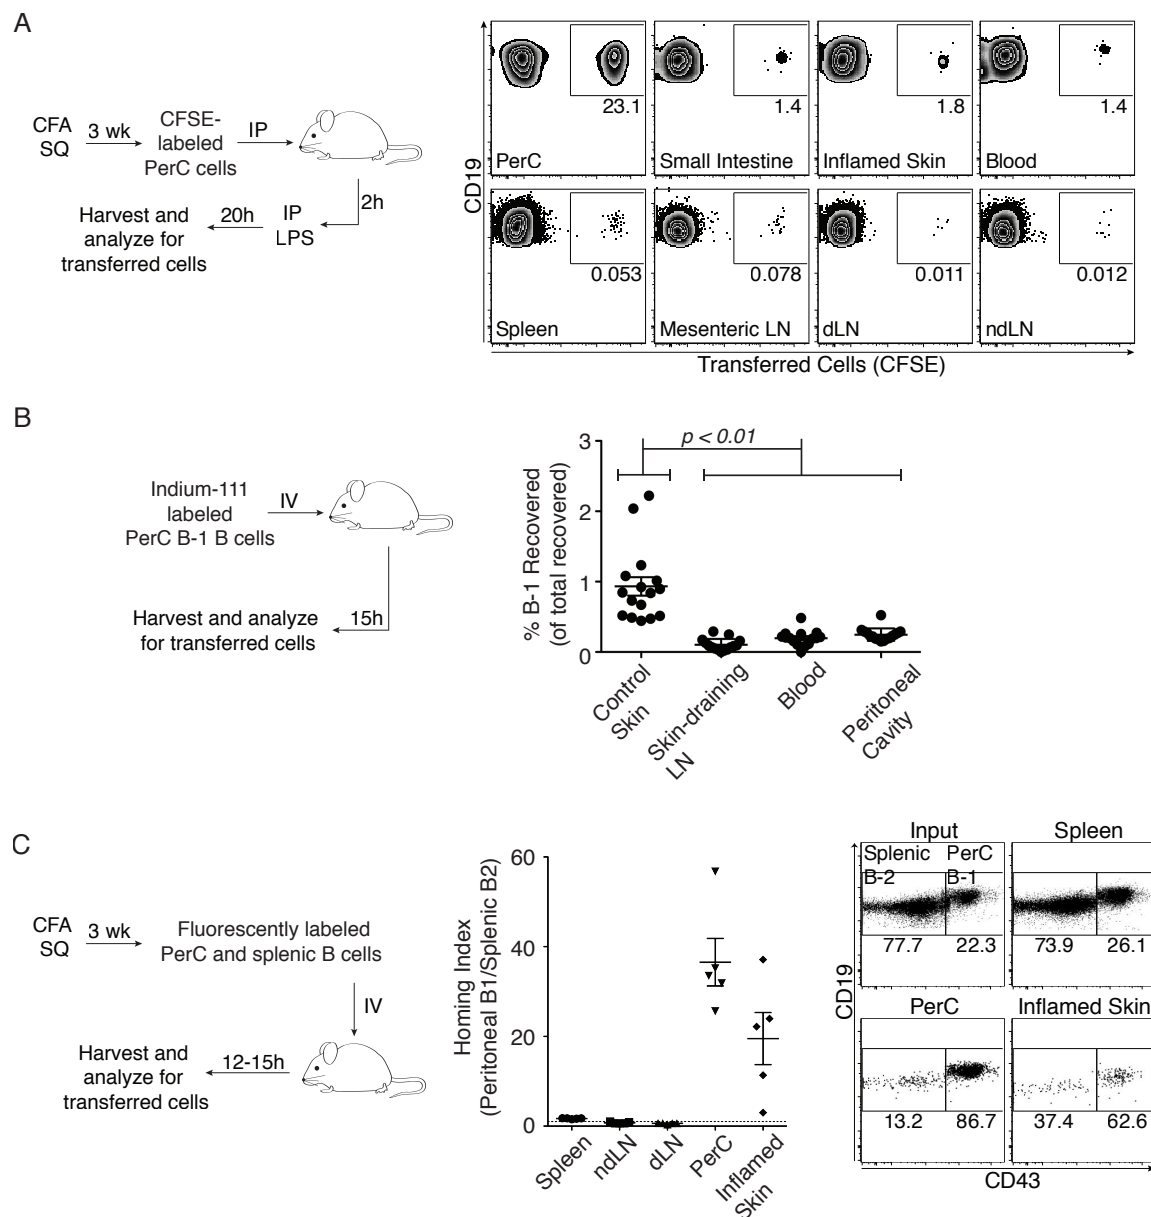 A
CFA
SQ
3 wk
CFSE-
labeled
PerC cells
IP
2h
IP
LPS
20h
Harvest and
analyze for
transferred cells
CD19
23.1
PerC
1.4
Small Intestine
1.8
Inflamed Skin
1.4
Blood
0.053
Spleen
0.078
Mesenteric LN
0.011
dLN
0.012
ndLN
Transferred Cells (CFSE)
B
Indium-111
labeled
PerC B-1 B cells
IV
15h
Harvest and analyze
for transferred cells
% B-1 Recovered
(of total recovered)
3
2
1
0
p < 0.01
Control
Skin
Skin-draining
LN
Blood
Peritoneal
Cavity
C
CFA
SQ
3 wk
Fluorescently labeled
PerC and splenic B cells
IV
12-15h
Harvest and
analyze for
transferred cells
Homing Index
(Peritoneal B1/Splenic B2)
60
40
20
0
Spleen
ndLN
dLN
PerC
Inflamed
Skin
CD19
Input
Splenic
B-2
PerC
B-1
77.7
22.3
Spleen
73.9
26.1
PerC
13.2
86.7
Inflamed Skin
37.4
62.6
CD43